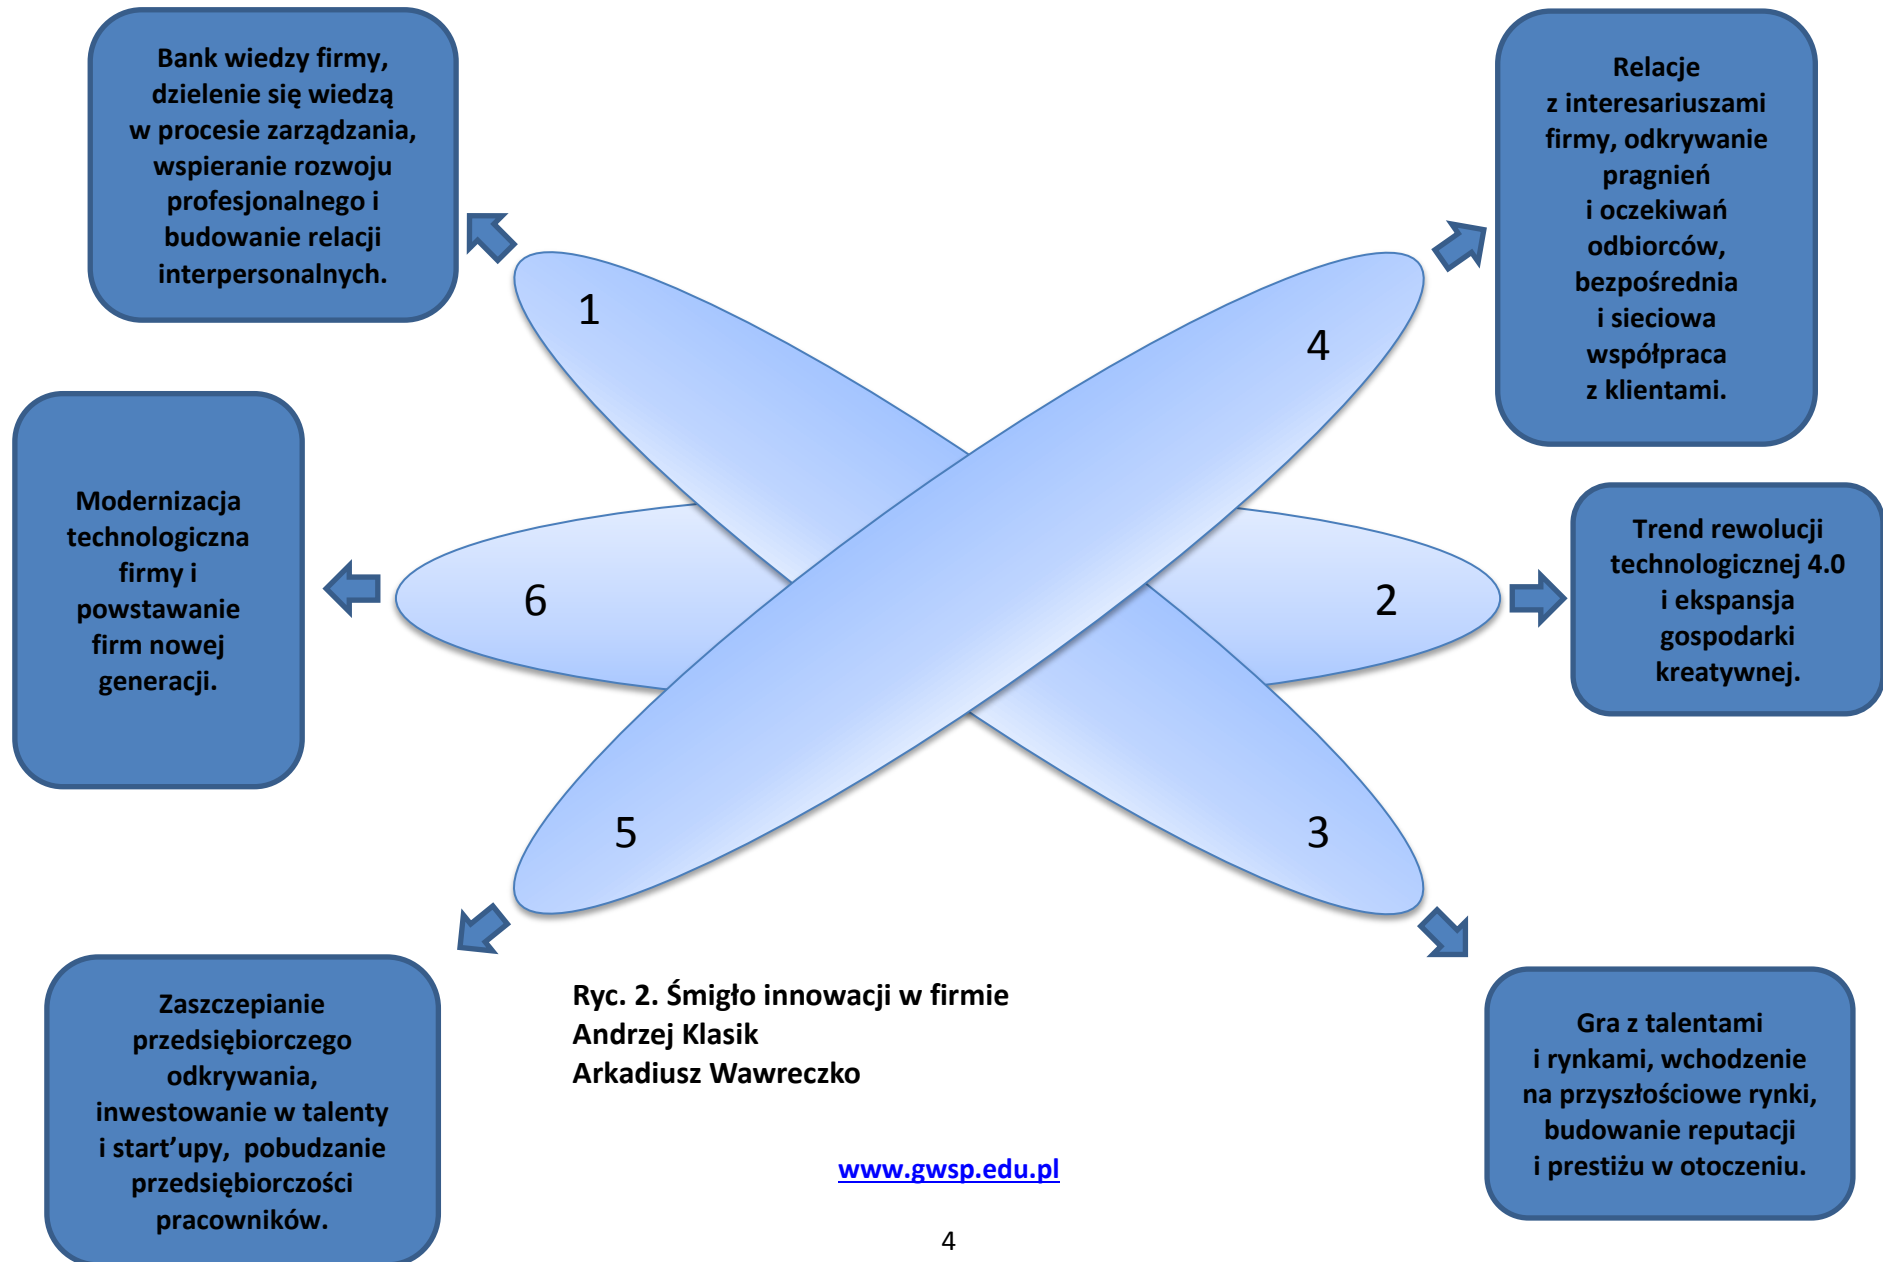 Bank wiedzy firmy,
dzielenie się wiedzą
w procesie zarządzania,
wspieranie rozwoju
profesjonalnego i
budowanie relacji
interpersonalnych.
Relacje
z interesariuszami
firmy, odkrywanie
pragnień
i oczekiwań
odbiorców,
bezpośrednia
i sieciowa
współpraca
z klientami.
1
4
Modernizacja
technologiczna
firmy i
powstawanie
firm nowej
generacji.
6
2
Trend rewolucji
technologicznej 4.0
i ekspansja
gospodarki
kreatywnej.
5
3
Zaszczepianie
przedsiębiorczego
odkrywania,
inwestowanie w talenty
i start’upy, pobudzanie
przedsiębiorczości
pracowników.
Ryc. 2. Śmigło innowacji w firmie
Andrzej Klasik
Arkadiusz Wawreczko
Gra z talentami
i rynkami, wchodzenie
na przyszłościowe rynki,
budowanie reputacji
i prestiżu w otoczeniu.
www.gwsp.edu.pl
4